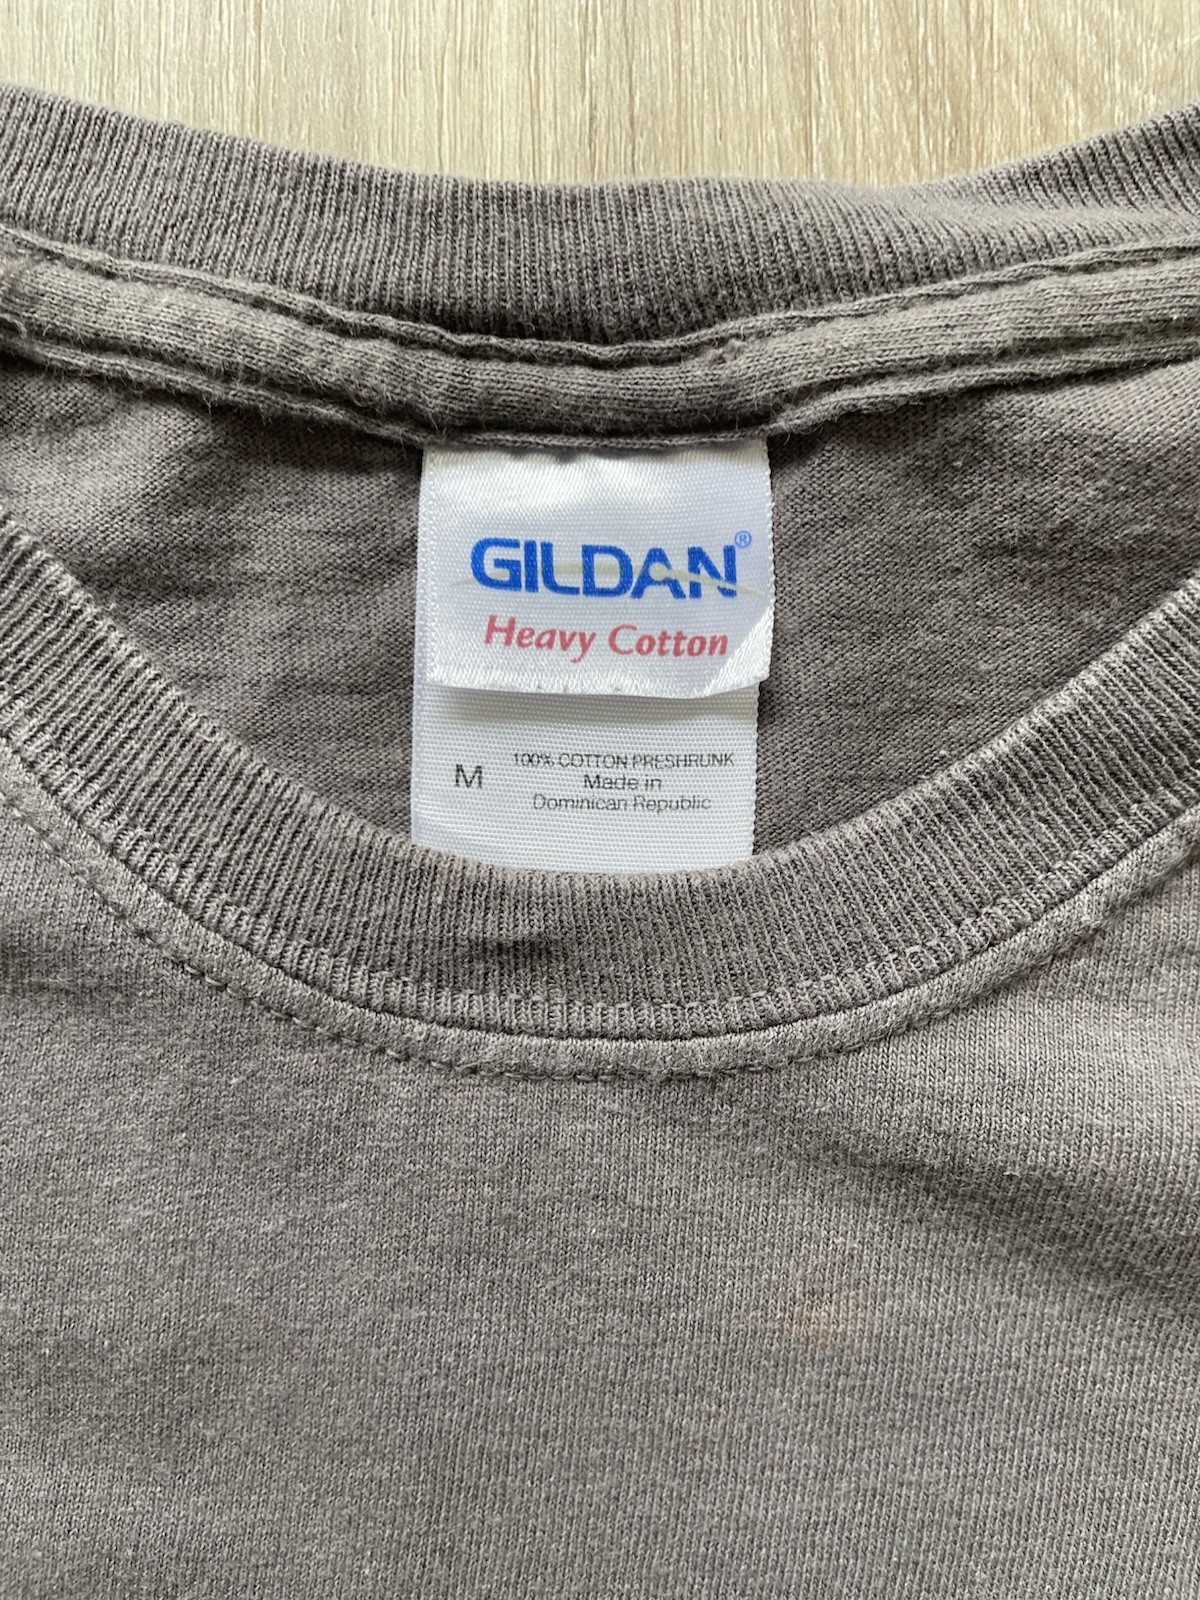 GILDAN®
Heavy Cotton
M
100% COTTON PRESHRUNK
Made in
Dominican Republic